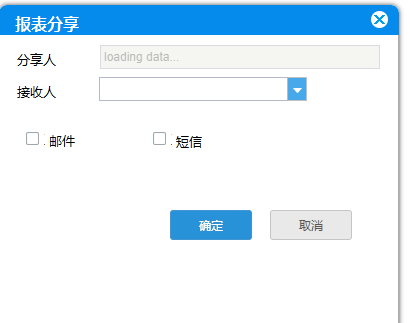 报表分享
分享人 loading data...
接收人
. 邮件 . 短信
确定 取消